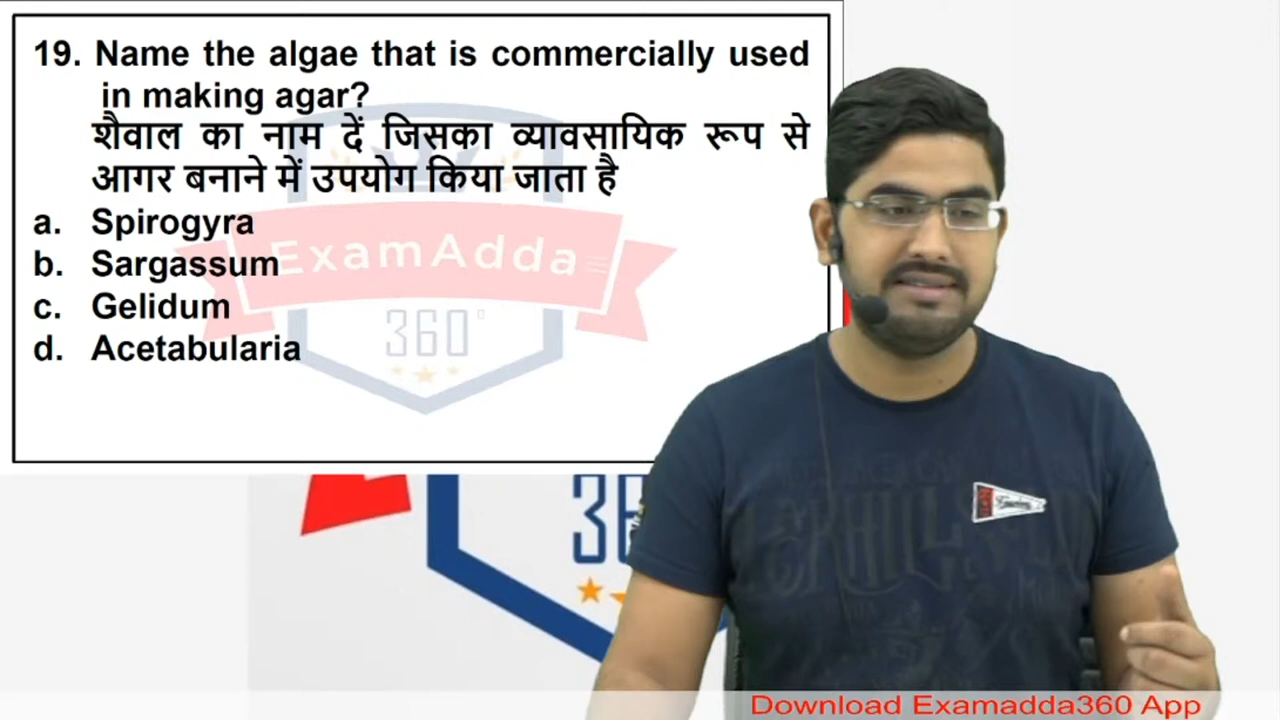 19. Name the algae that is commercially used
in making agar?
शैवाल का नाम दें जिसका व्यावसायिक रूप से
आगर बनाने में उपयोग किया जाता है
a. Spirogyra
b. Sargassum
c. Gelidum
d. Acetabularia
ExamAdda
360°
36
Download Examadda360 App